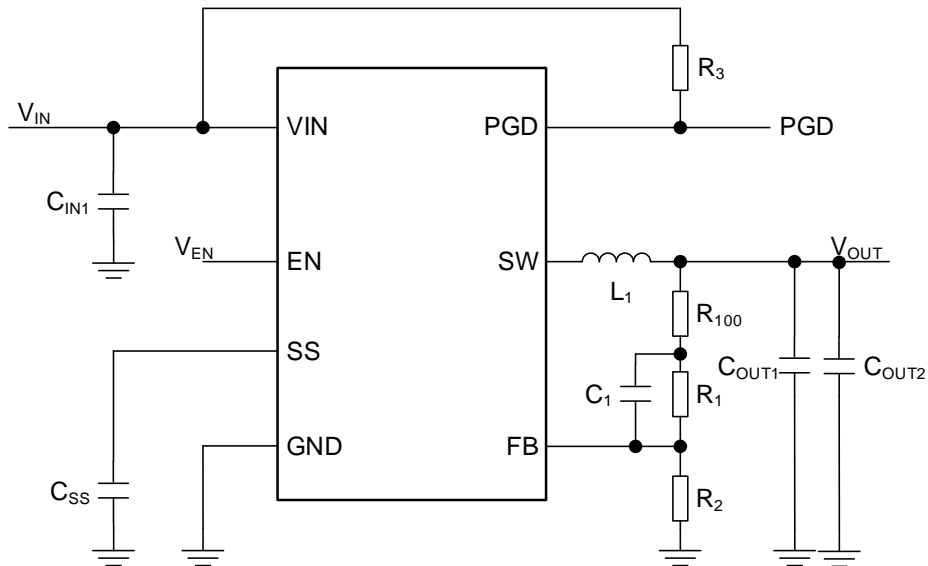 R3
VIN
VIN
PGD
PGD
CIN1
VEN
EN
SW
VOUT
L1
R100
SS
COUT1
COUT2
C1
R1
GND
FB
CSS
R2